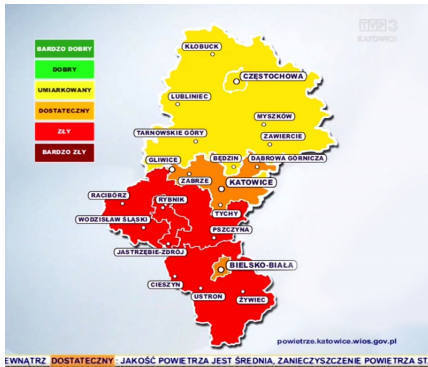 TVP3
KATOWICE
BARDZO DOBRY
DOBRY
UMIARKOWANY
DOSTATECZNY
ZŁY
BARDZO ZŁY
KŁOBUCK
CZĘSTOCHOWA
LUBLINIEC
MYSZKÓW
TARNOWSKIE GÓRY
ZAWIERCIE
GLIWICE
BĘDZIN
DĄBROWA GÓRNICZA
ZABRZE
KATOWICE
RACIBÓRZ
RYBNIK
TYCHY
WODZISŁAW ŚLĄSKI
PSZCZYNA
JASTRZĘBIE-ZDRÓJ
BIELSKO-BIAŁA
CIESZYN
USTROŃ
ŻYWIEC
powietrze.katowice.wios.gov.pl
EWNĄTRZ DOSTATECZNY : JAKOŚĆ POWIETRZA JEST ŚREDNIA, ZANIECZYSZCZENIE POWIETRZA ST